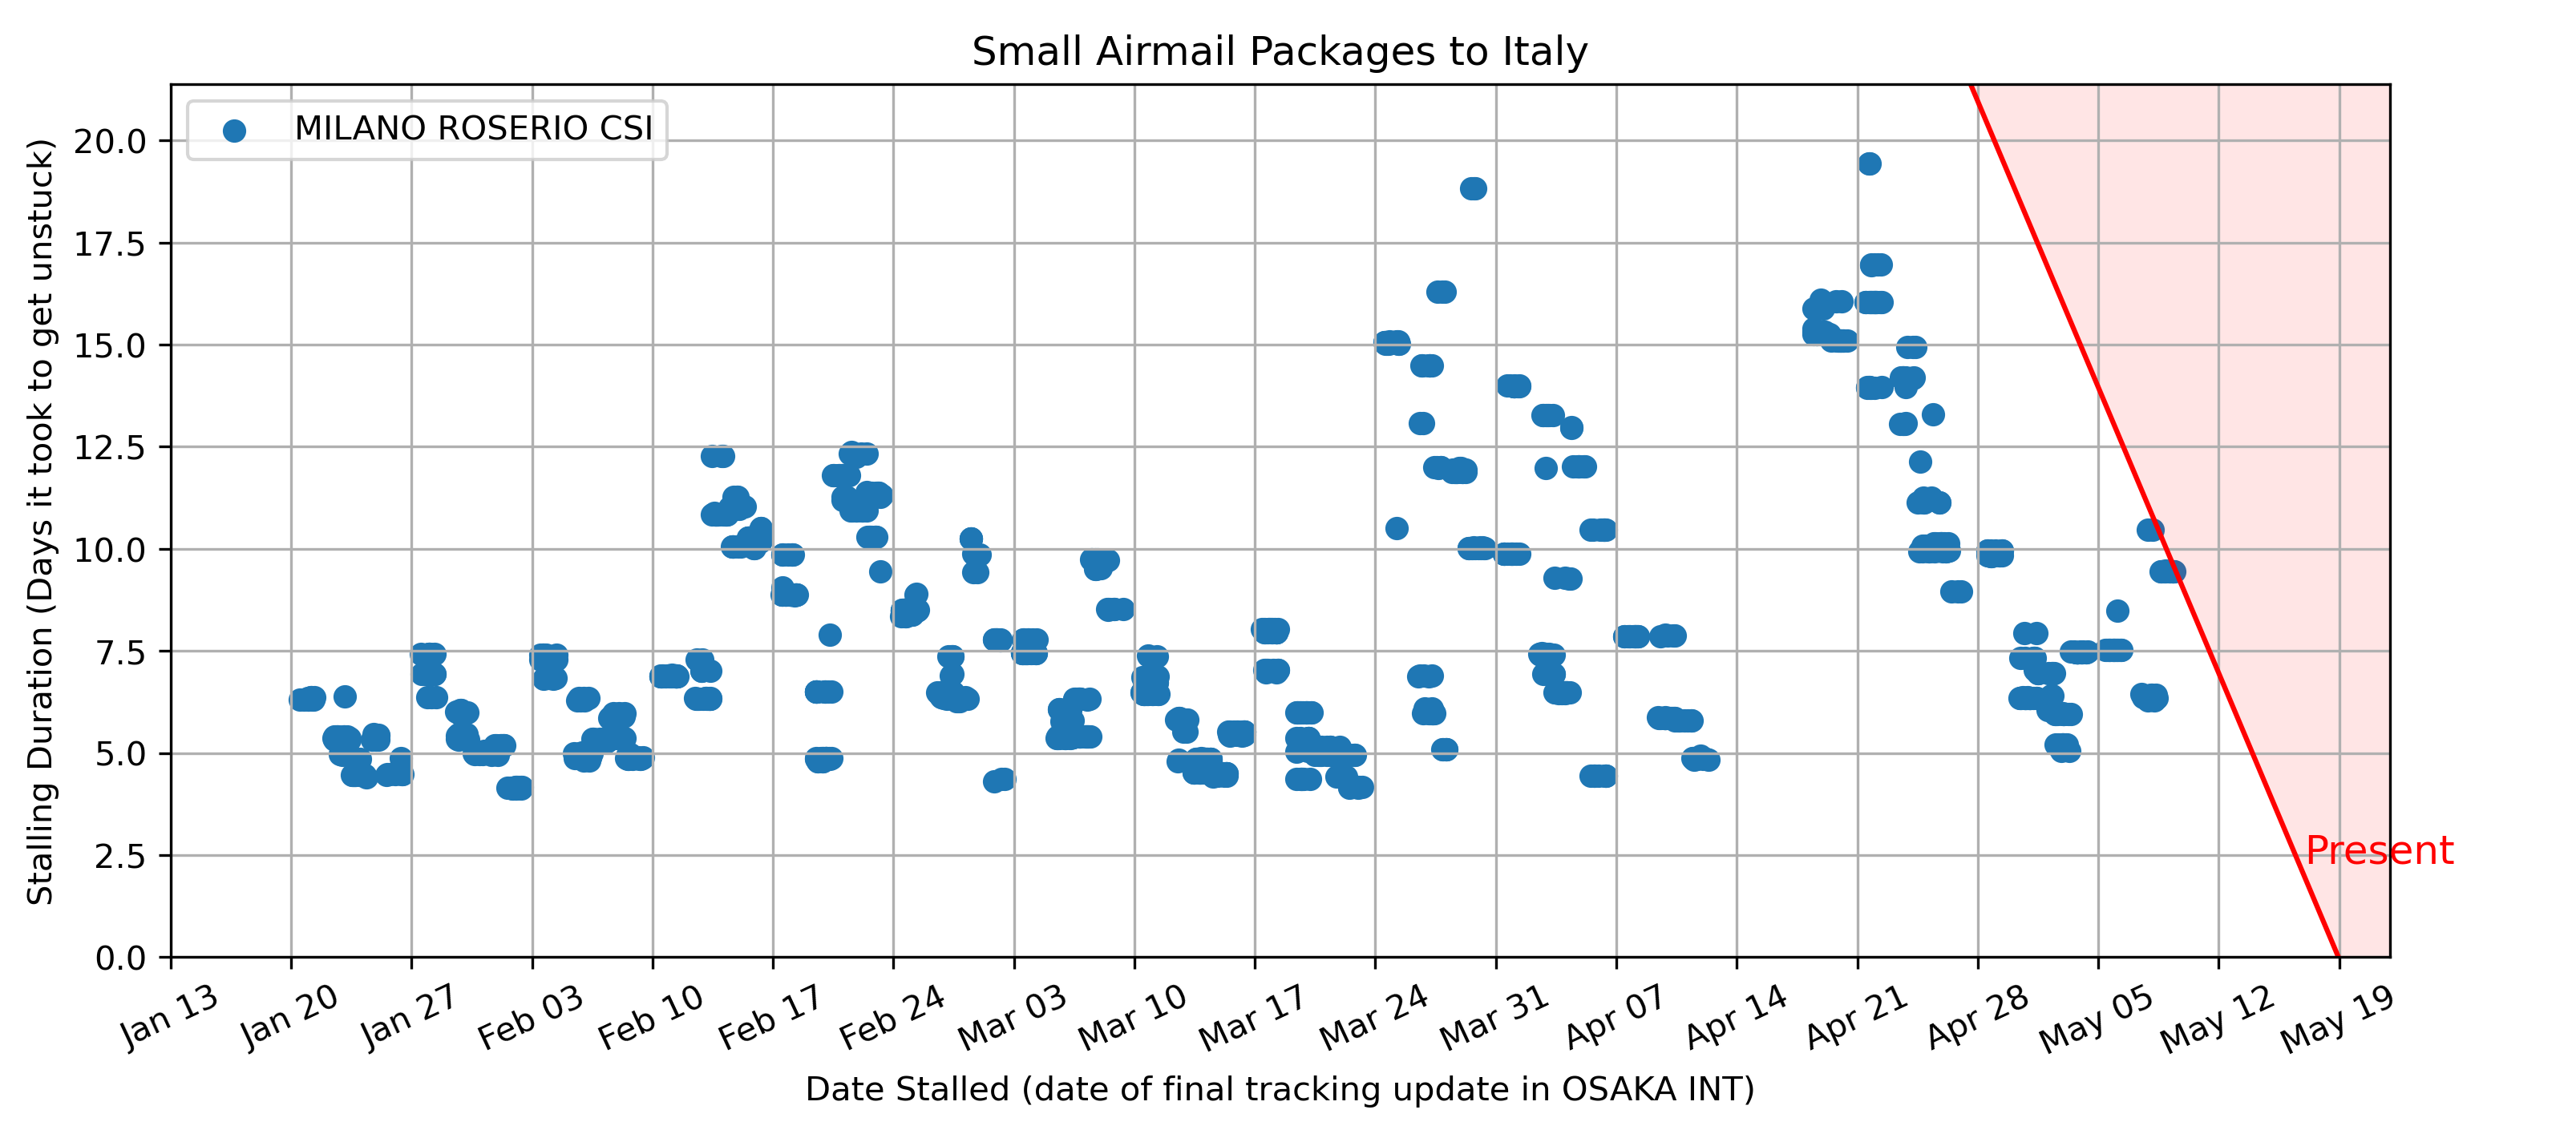 Small Airmail Packages to Italy
MILANO ROSERIO CSI
Stalling Duration (Days it took to get unstuck)
20.0
17.5
15.0
12.5
10.0
7.5
5.0
2.5
0.0
Present
Jan 13
Jan 20
Jan 27
Feb 03
Feb 10
Feb 17
Feb 24
Mar 03
Mar 10
Mar 17
Mar 24
Mar 31
Apr 07
Apr 14
Apr 21
Apr 28
May 05
May 12
May 19
Date Stalled (date of final tracking update in OSAKA INT)